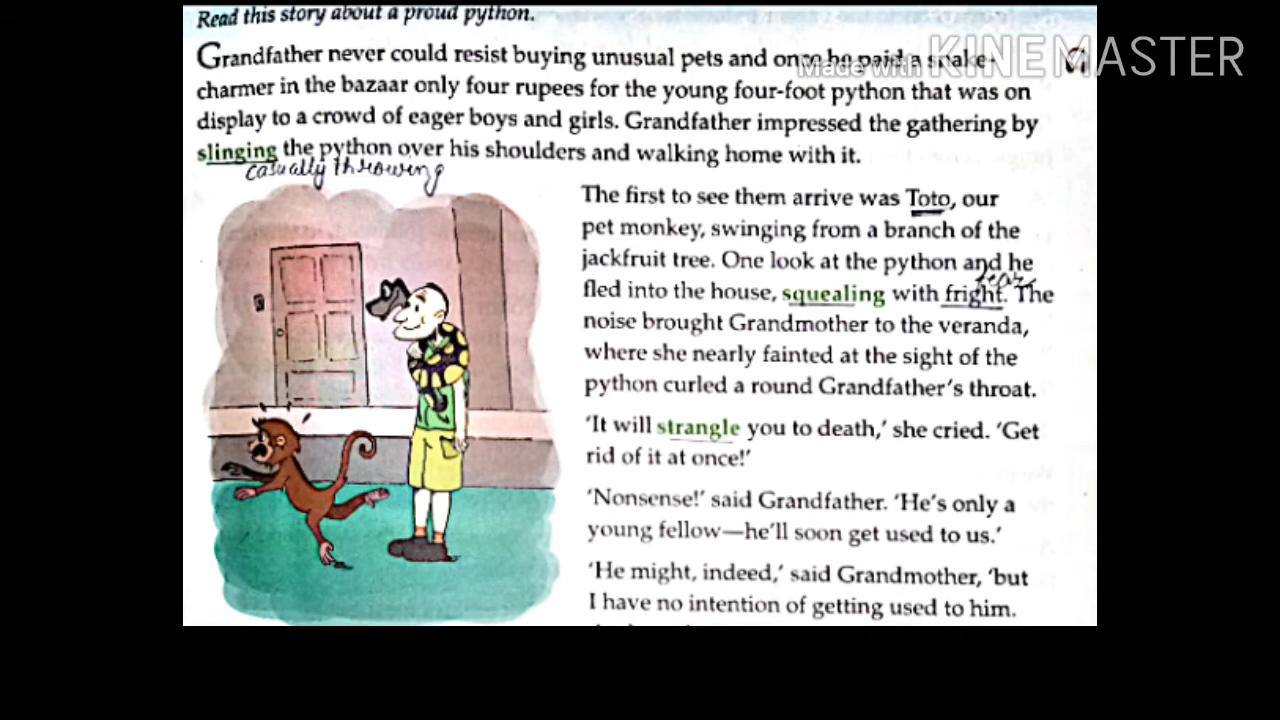 Read this story about a proud python.
Grandfather never could resist buying unusual pets and once he paid a snake-
Made with KINEMASTER
charmer in the bazaar only four rupees for the young four-foot python that was on
display to a crowd of eager boys and girls. Grandfather impressed the gathering by
slinging the python over his shoulders and walking home with it.
casually throwing
The first to see them arrive was Toto, our
pet monkey, swinging from a branch of the
jackfruit tree. One look at the python and he
fear
fled into the house, squealing with fright. The
noise brought Grandmother to the veranda,
where she nearly fainted at the sight of the
python curled a round Grandfather's throat.
'It will strangle you to death,' she cried. 'Get
rid of it at once!'
'Nonsense!' said Grandfather. 'He's only a
young fellow—he'll soon get used to us.'
'He might, indeed,' said Grandmother, 'but
I have no intention of getting used to him.